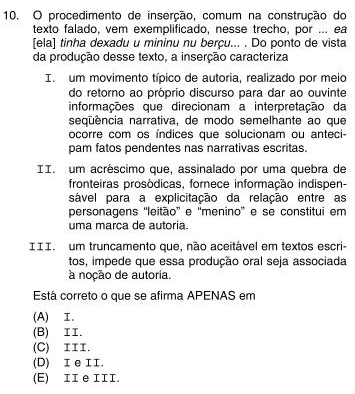 10. O procedimento de inserção, comum na construção do
texto falado, vem exemplificado, nesse trecho, por ... ea
[ela] tinha dexadu u mininu nu berçu... . Do ponto de vista
da produção desse texto, a inserção caracteriza
I. um movimento típico de autoria, realizado por meio
do retorno ao próprio discurso para dar ao ouvinte
informações que direcionam a interpretação da
seqüência narrativa, de modo semelhante ao que
ocorre com os índices que solucionam ou anteci-
pam fatos pendentes nas narrativas escritas.
II. um acréscimo que, assinalado por uma quebra de
fronteiras prosódicas, fornece informação indispen-
sável para a explicitação da relação entre as
personagens “leitão” e “menino” e se constitui em
uma marca de autoria.
III. um truncamento que, não aceitável em textos escri-
tos, impede que essa produção oral seja associada
à noção de autoria.
Está correto o que se afirma APENAS em
(A) I.
(B) II.
(C) III.
(D) I e II.
(E) II e III.